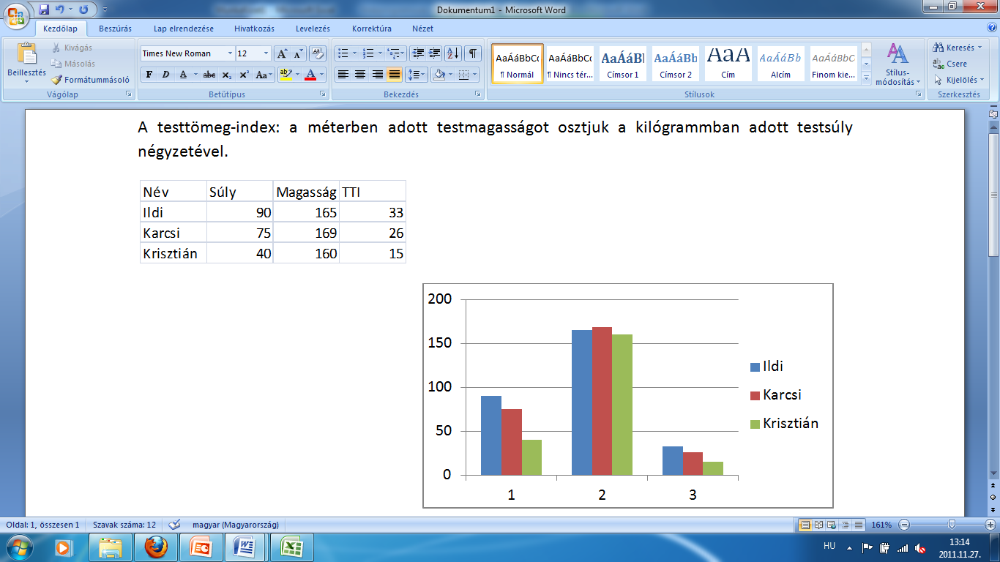 Dokumentum1 - Microsoft Word
Kezdőlap Beszúrás Lap elrendezése Hivatkozás Levelezés Korrektúra Nézet
Beillesztés
Kivágás
Másolás
Formátummásoló
Vágólap
Times New Roman 12
F D A abc x₂ x² Aa
Betűtípus
Bekezdés
AaÁáBbCc AaÁáBbCc AaÁáBl AaÁáBb AaA AaÁáBb AaÁáBbC
¶ Normál ¶ Nincs tér... Címsor 1 Címsor 2 Cím Alcím Finom kie...
Stílus-
módosítás
Stílusok
Keresés
Csere
Kijelölés
Szerkesztés
A testtömeg-index: a méterben adott testmagasságot osztjuk a kilógrammban adott testsúly
négyzetével.
Név Súly Magasság TTI
Ildi 90 165 33
Karcsi 75 169 26
Krisztián 40 160 15
200
150
100
50
0
1 2 3
Ildi
Karcsi
Krisztián
Oldal: 1, összesen 1 Szavak száma: 12 magyar (Magyarország) 161%
HU 13:14
2011.11.27.